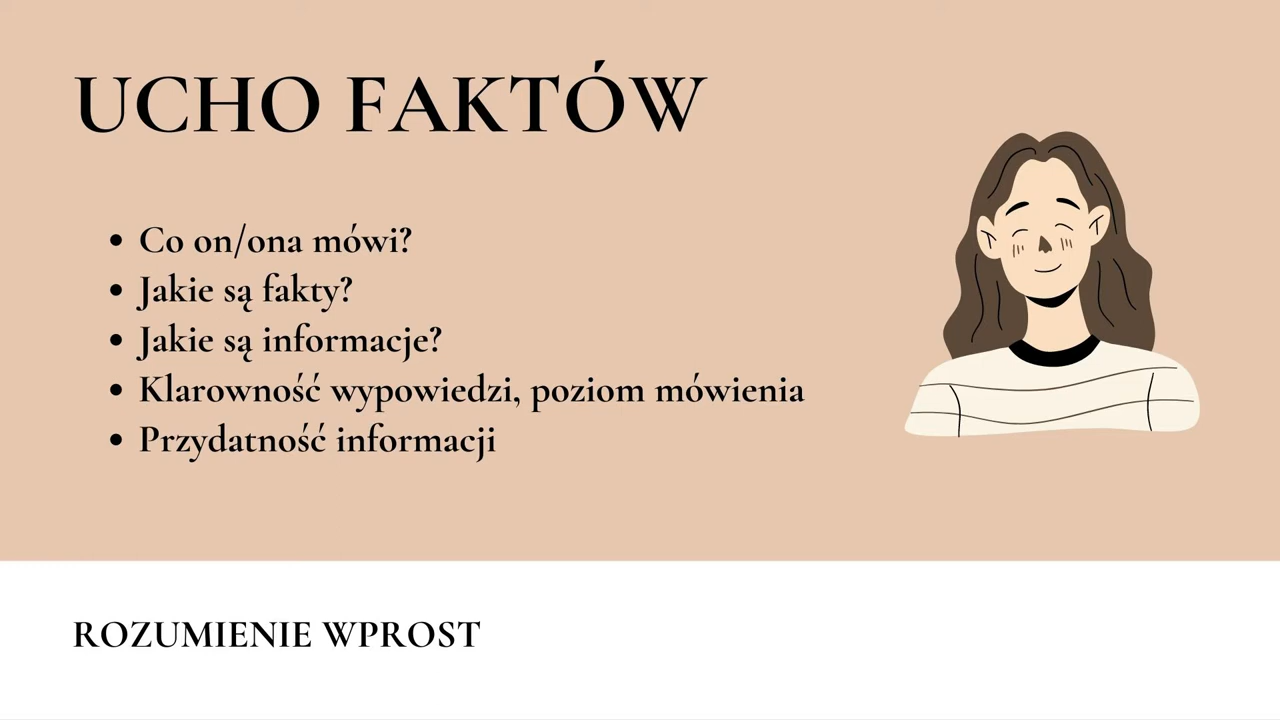 UCHO FAKTÓW
Co on/ona mówi?
Jakie są fakty?
Jakie są informacje?
Klarowność wypowiedzi, poziom mówienia
Przydatność informacji
ROZUMIENIE WPROST